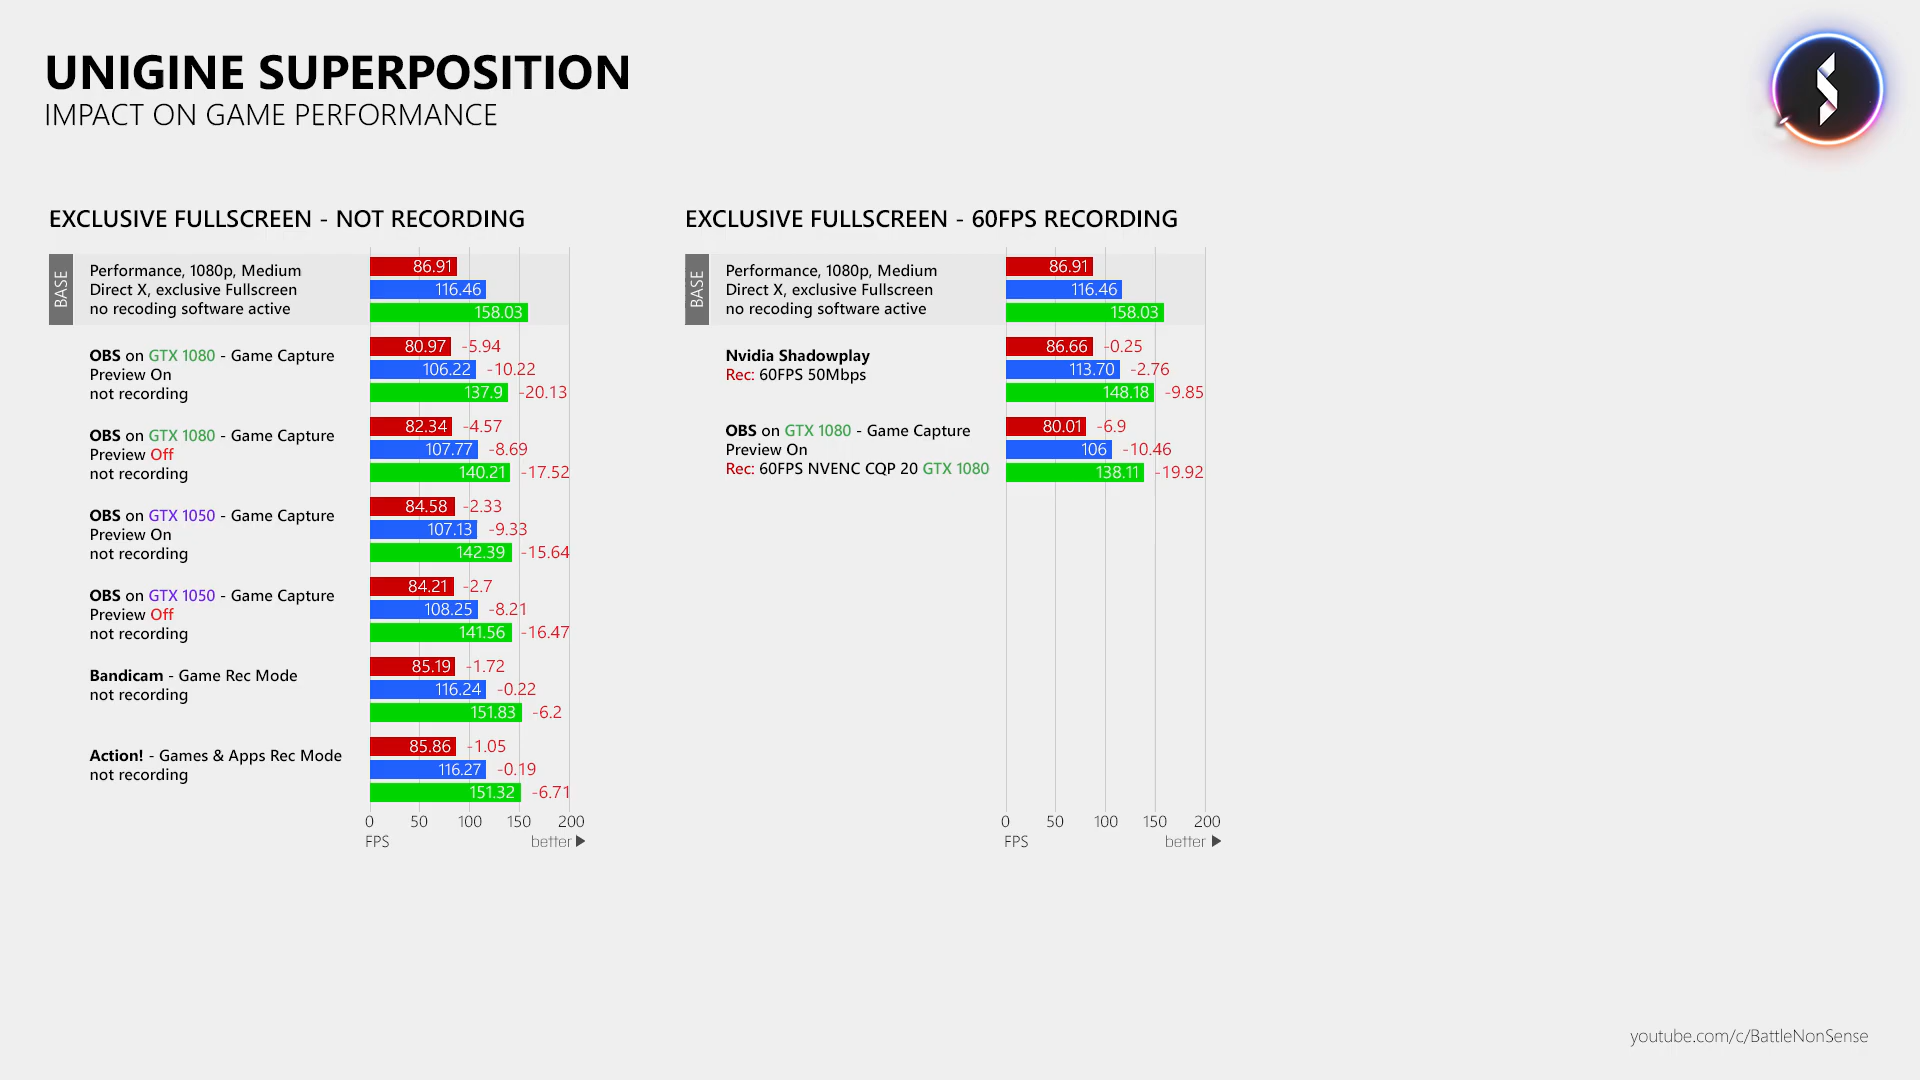 UNIGINE SUPERPOSITION
IMPACT ON GAME PERFORMANCE
EXCLUSIVE FULLSCREEN - NOT RECORDING
BASE
Performance, 1080p, Medium
Direct X, exclusive Fullscreen
no recoding software active
86.91
116.46
158.03
OBS on GTX 1080 - Game Capture
Preview On
not recording
80.97 -5.94
106.22 -10.22
137.9 -20.13
OBS on GTX 1080 - Game Capture
Preview Off
not recording
82.34 -4.57
107.77 -8.69
140.21 -17.52
OBS on GTX 1050 - Game Capture
Preview On
not recording
84.58 -2.33
107.13 -9.33
142.39 -15.64
OBS on GTX 1050 - Game Capture
Preview Off
not recording
84.21 -2.7
108.25 -8.21
141.56 -16.47
Bandicam - Game Rec Mode
not recording
85.19 -1.72
116.24 -0.22
151.83 -6.2
Action! - Games & Apps Rec Mode
not recording
85.86 -1.05
116.27 -0.19
151.32 -6.71
0 50 100 150 200
FPS better
EXCLUSIVE FULLSCREEN - 60FPS RECORDING
BASE
Performance, 1080p, Medium
Direct X, exclusive Fullscreen
no recoding software active
86.91
116.46
158.03
Nvidia Shadowplay
Rec: 60FPS 50Mbps
86.66 -0.25
113.70 -2.76
148.18 -9.85
OBS on GTX 1080 - Game Capture
Preview On
Rec: 60FPS NVENC CQP 20 GTX 1080
80.01 -6.9
106 -10.46
138.11 -19.92
0 50 100 150 200
FPS better
youtube.com/c/BattleNonSense